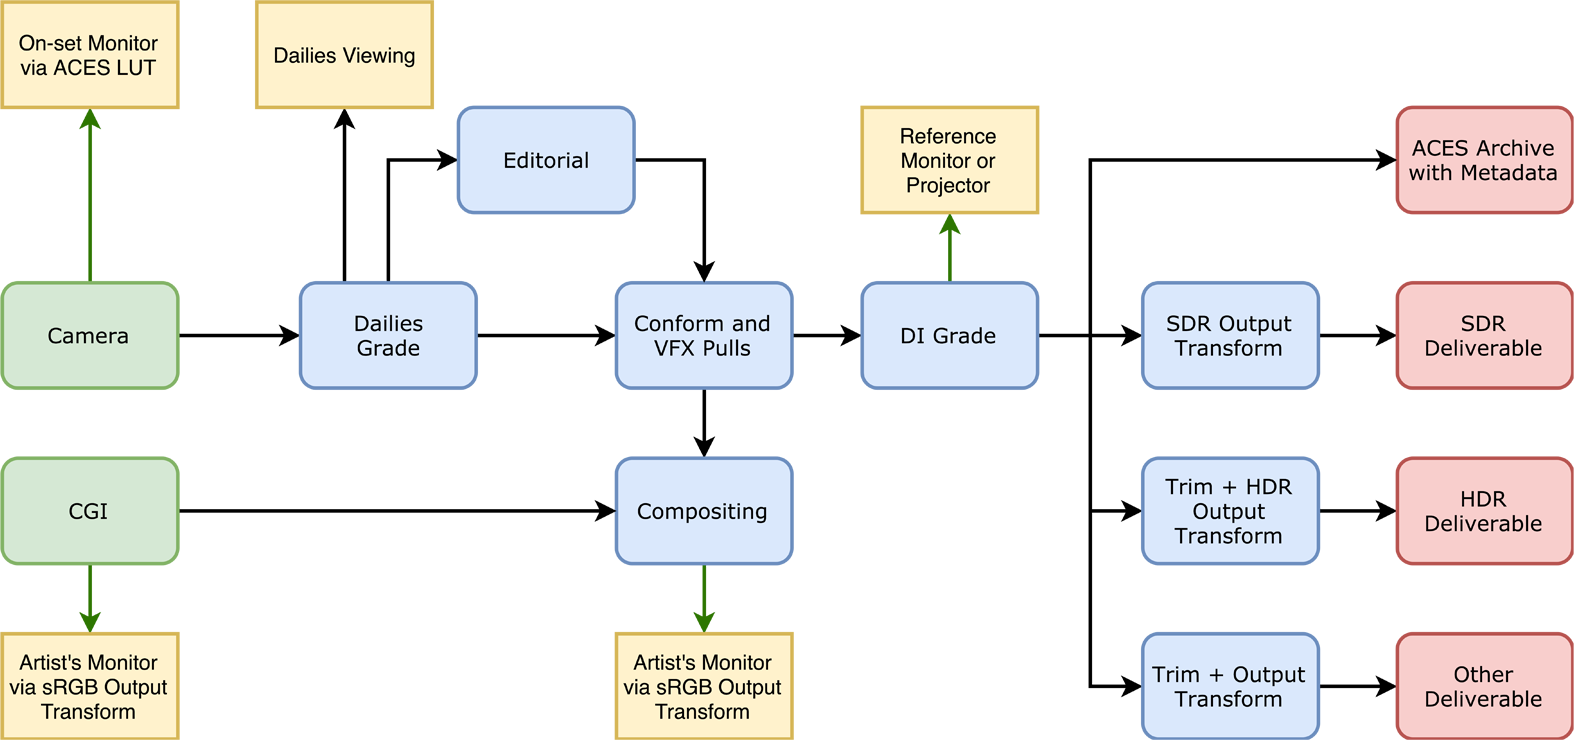 On-set Monitor
via ACES LUT
Dailies Viewing
Editorial
Reference
Monitor or
Projector
ACES Archive
with Metadata
Camera
Dailies
Grade
Conform and
VFX Pulls
DI Grade
SDR Output
Transform
SDR
Deliverable
CGI
Compositing
Trim + HDR
Output
Transform
HDR
Deliverable
Artist's Monitor
via sRGB Output
Transform
Artist's Monitor
via sRGB Output
Transform
Trim + Output
Transform
Other
Deliverable